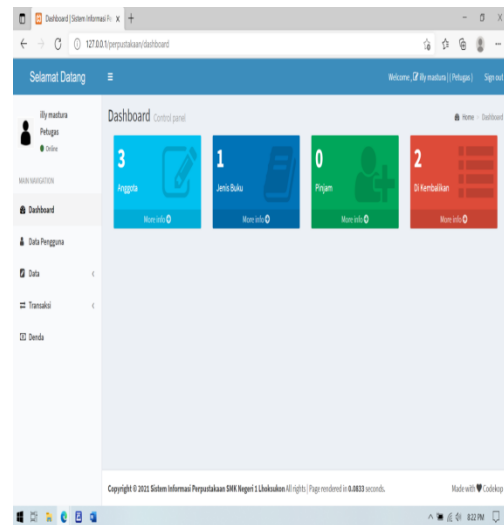 Dashboard | Sistem Informasi Pe
127.0.0.1/perpustakaan/dashboard
Selamat Datang
Welcome, illy mastura | ( Petugas )
Sign out
illy mastura
Petugas
Online
Dashboard Control panel
Home
Dashboard
MAIN NAVIGATION
Dashboard
Data Pengguna
Data
Transaksi
Denda
3
Anggota
More info
1
Jenis Buku
More info
0
Pinjam
More info
2
Di Kembalikan
More info
Copyright © 2021 Sistem Informasi Perpustakaan SMK Negeri 1 Lhoksukon All rights | Page rendered in 0.0833 seconds.
Made with Codekop
8:22 PM